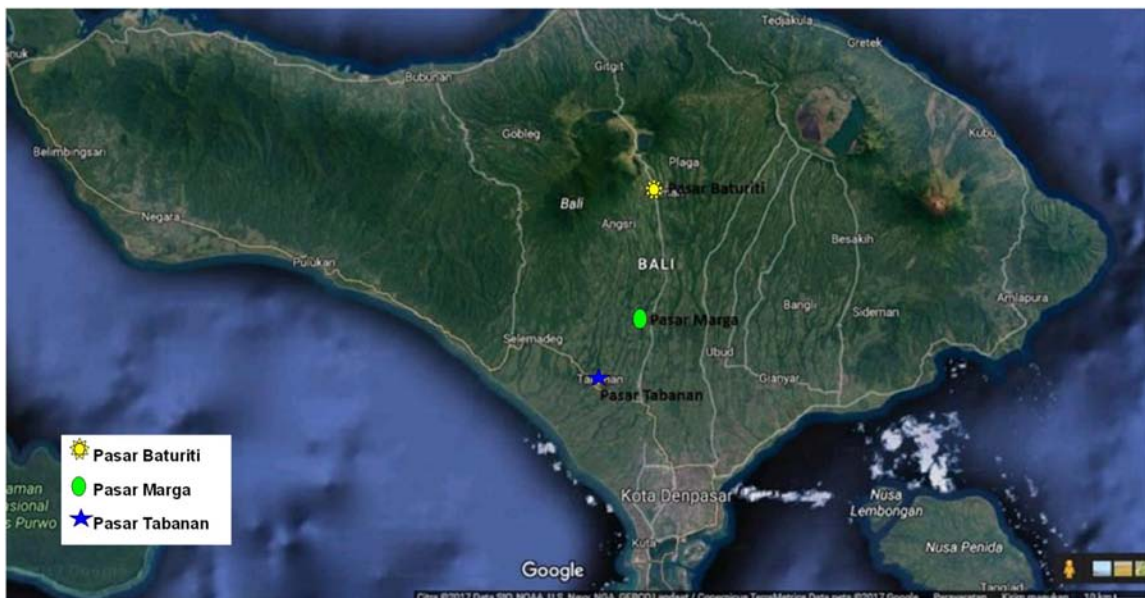 Tedjakula
Gretek
Gitgit
Bubunan
Gobleg
Kubu
Belimbingsari
Plaga
Pasar Baturiti
Bali
Negara
Angsri
Besakih
BALI
Pulukan
Amlapura
Bangli
Sideman
Pasar Marga
Selemadeg
Ubud
Gianyar
Pasar Tabanan
Pasar Baturiti
Pasar Marga
Pasar Tabanan
Kota Denpasar
Nusa
Lembongan
Kuta
Nusa Penida
Google